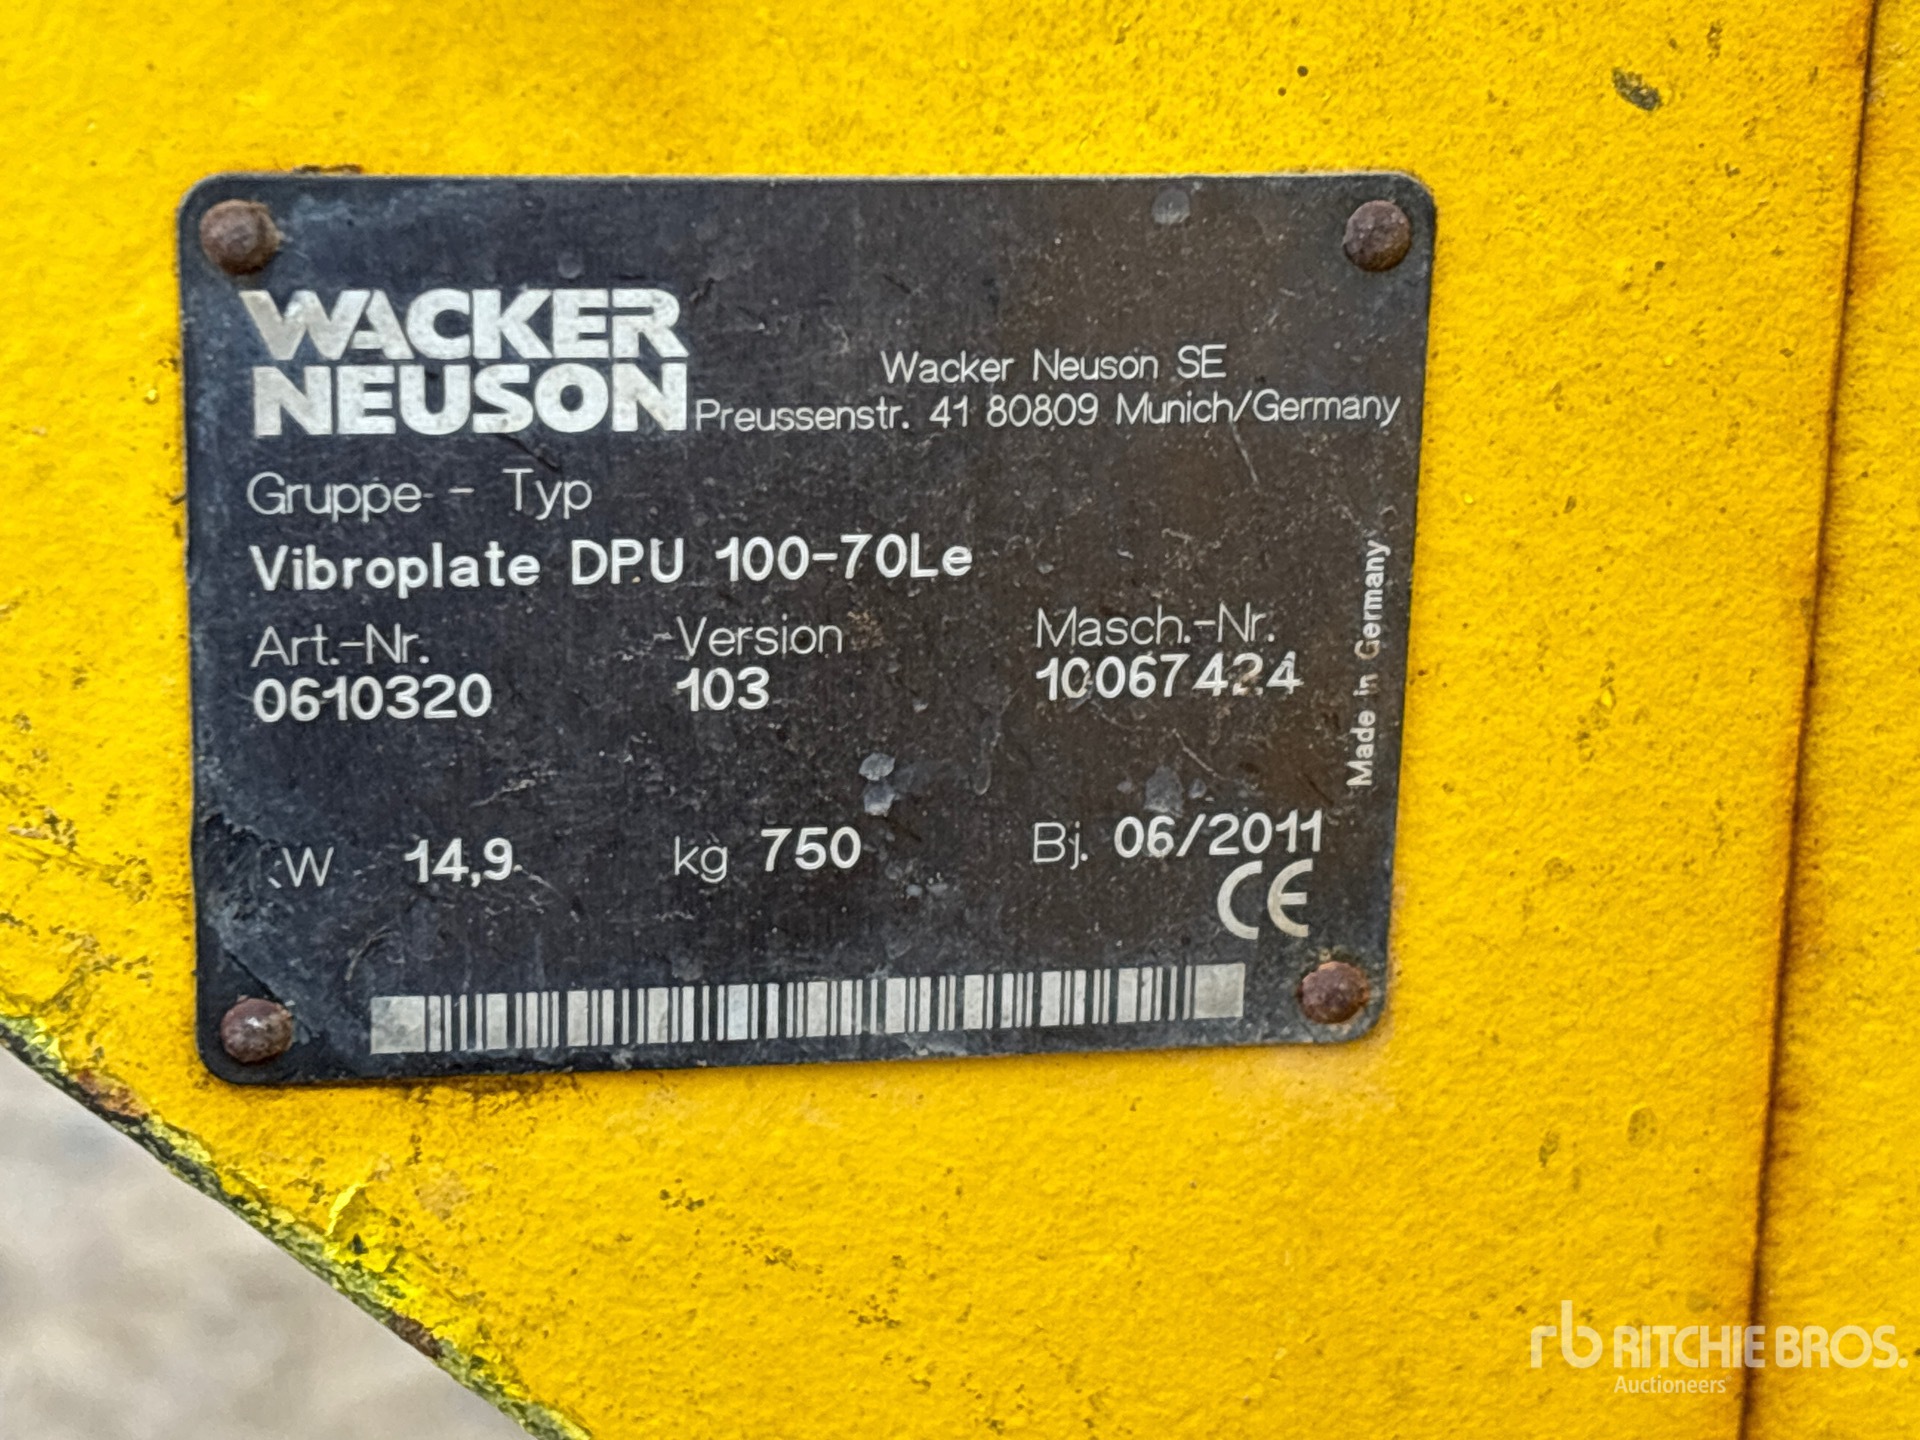 WACKER
NEUSON
Wacker Neuson SE
Preussenstr. 41 80809 Munich/Germany
Gruppe - Typ
Vibroplate DPU 100-70Le
Art.-Nr. Version Masch.-Nr.
0610320 103 10067424
W 14,9 kg 750 Bj. 06/2011
CE
Made in Germany
rb RITCHIE BROS.
Auctioneers